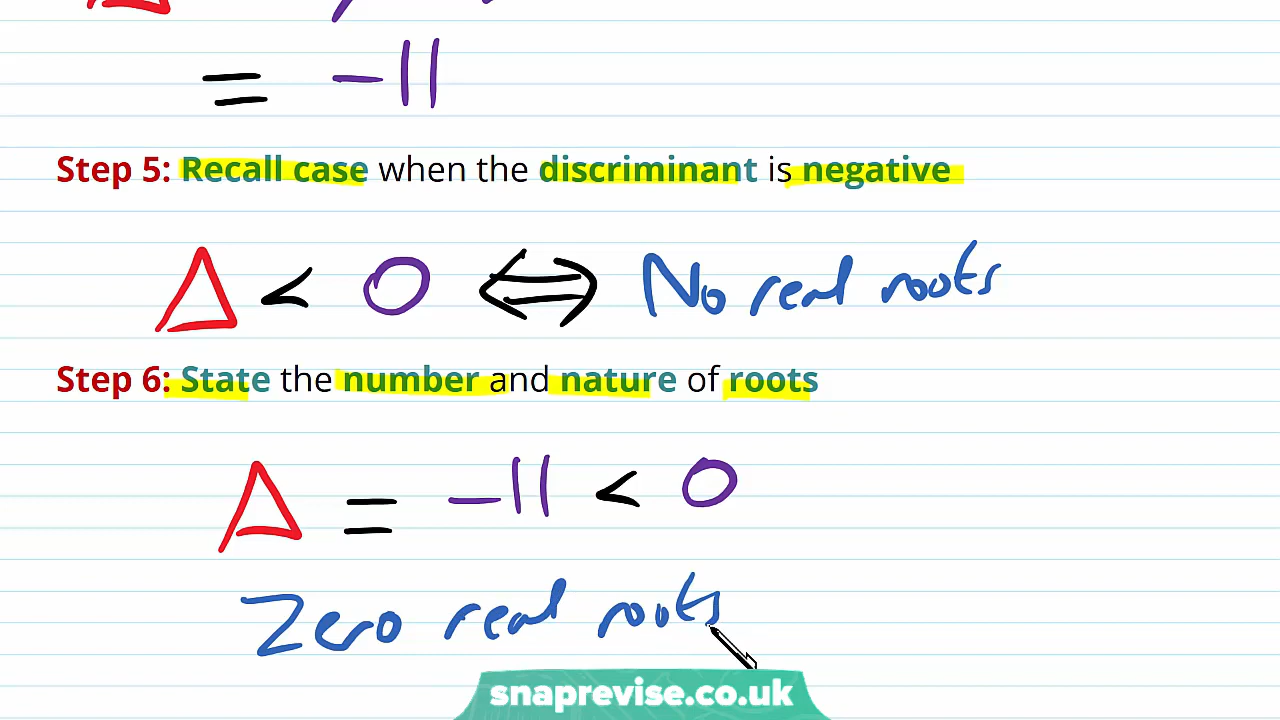 = -11
Step 5: Recall case when the discriminant is negative
Δ < 0 ⇔ No real roots
Step 6: State the number and nature of roots
Δ = -11 < 0
Zero real roots
snaprevise.co.uk